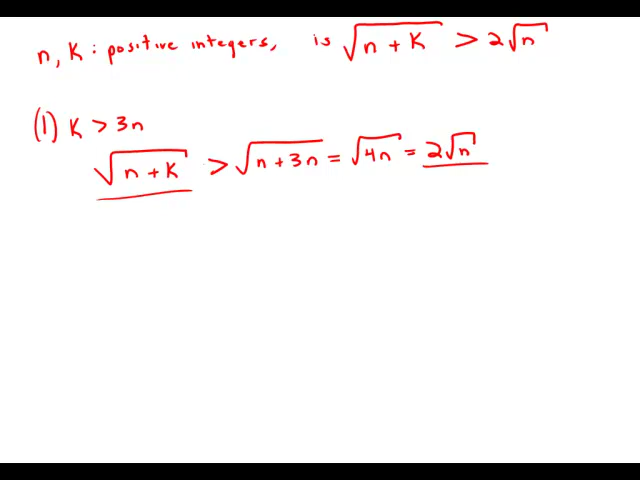 n, K : positive integers, is √(n + K) > 2√n
(1) K > 3n
√(n + K) > √(n + 3n) = √4n = 2√n